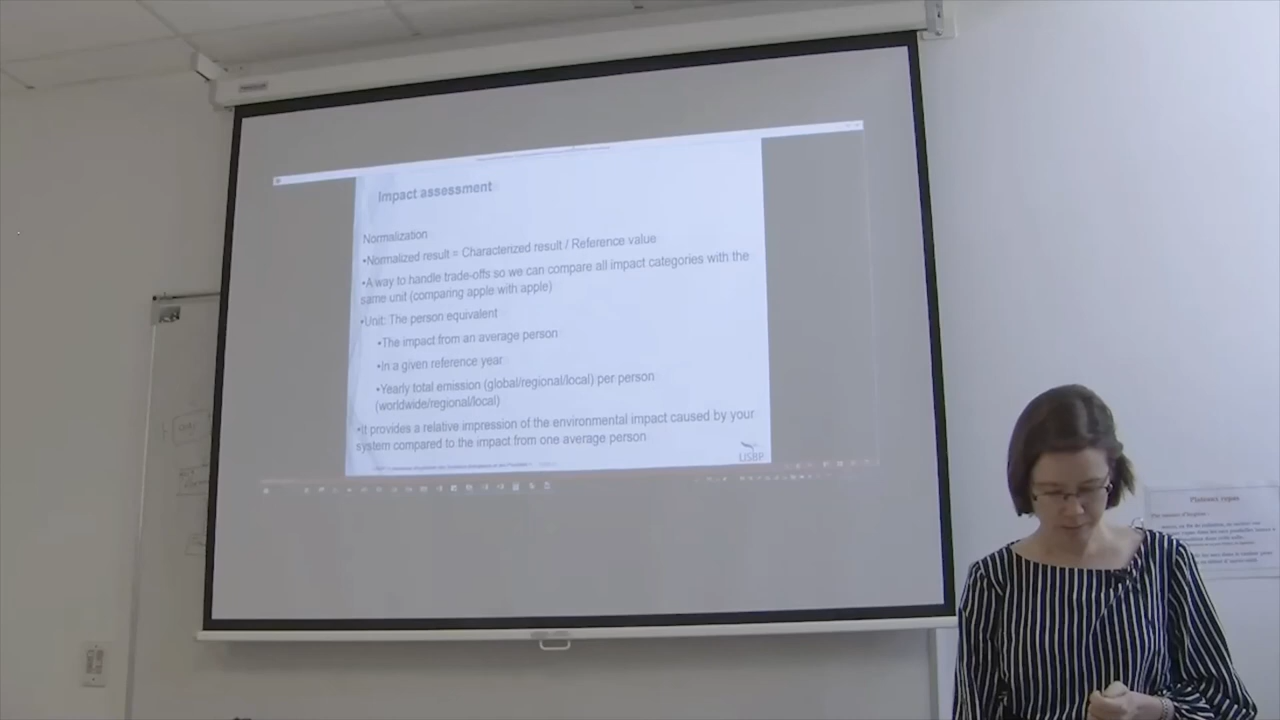 Impact assessment
Normalization
•Normalized result = Characterized result / Reference value
•A way to handle trade-offs so we can compare all impact categories with the
same unit (comparing apple with apple)
•Unit: The person equivalent
•The impact from an average person
•In a given reference year
•Yearly total emission (global/regional/local) per person
(worldwide/regional/local)
•It provides a relative impression of the environmental impact caused by your
system compared to the impact from one average person
USBP
Plateaux repas